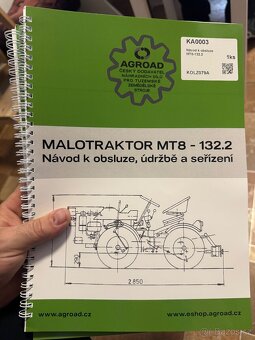 AGROAD
ČESKÝ DODAVATEL
NÁHRADNÍCH DÍLŮ
PRO TUZEMSKÉ
ZEMĚDĚLSKÉ
STROJE
KA0003
Návod k obsluze
MT8-132.2
1ks
MALOTRAKTOR MT8 - 132.2
Návod k obsluze, údržbě a seřízení
290
2 850
www.agroad.cz
www.eshop.agroad.cz